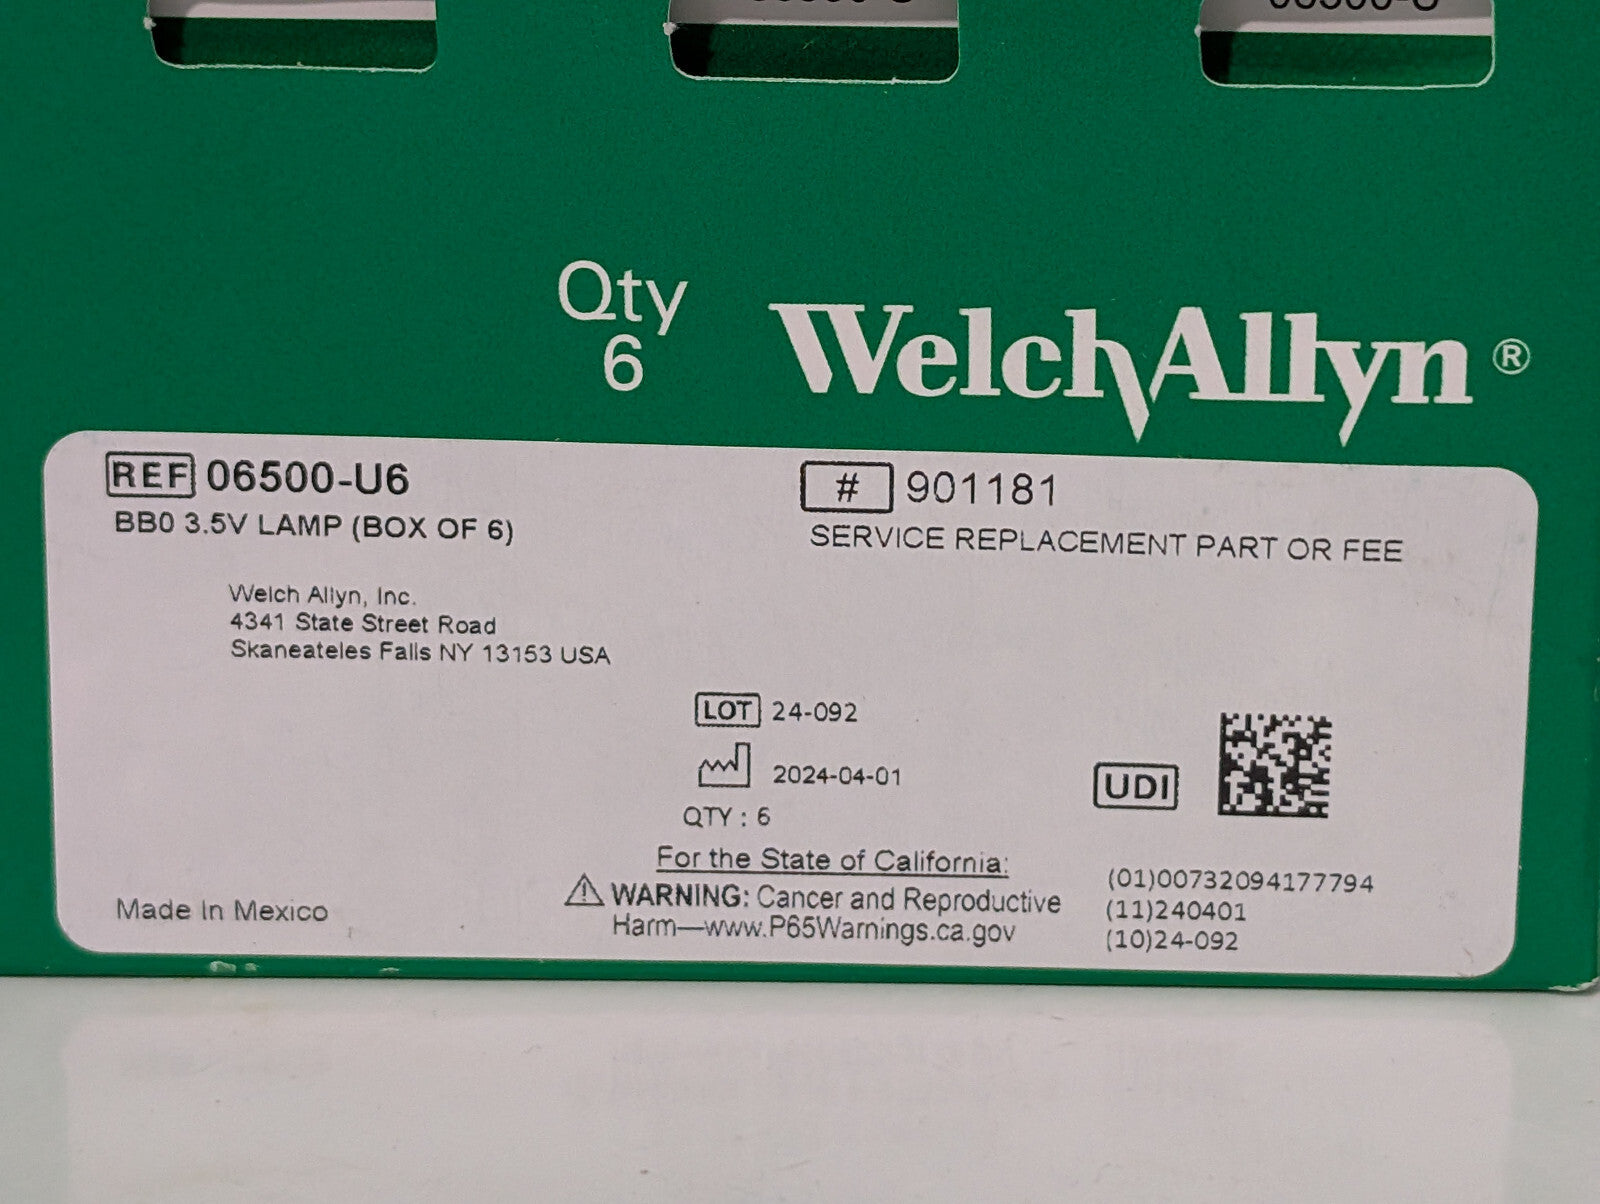 06500-U
Qty
6
WelchAllyn®
REF 06500-U6
BB0 3.5V LAMP (BOX OF 6)
# 901181
SERVICE REPLACEMENT PART OR FEE
Welch Allyn, Inc.
4341 State Street Road
Skaneateles Falls NY 13153 USA
LOT 24-092
2024-04-01
QTY : 6
UDI
For the State of California:
⚠ WARNING: Cancer and Reproductive
Harm—www.P65Warnings.ca.gov
(01)00732094177794
(11)240401
(10)24-092
Made In Mexico